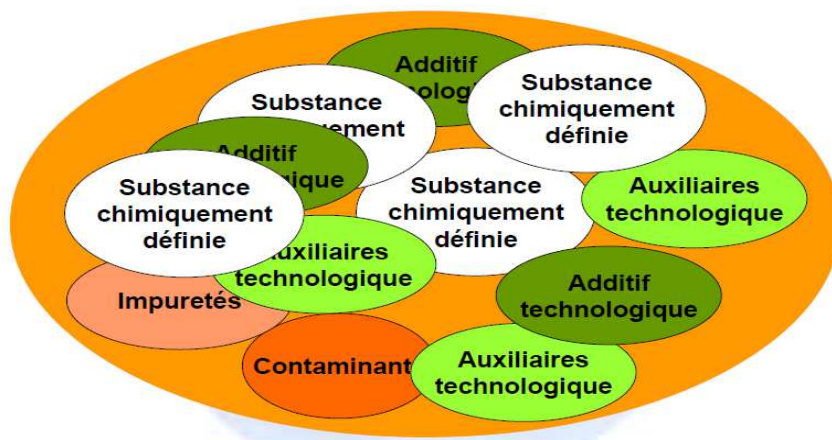 Additif
Substance
chimiquement
définie
Substance
Additif
Substance
chimiquement
définie
Substance
chimiquement
définie
Auxiliaires
technologique
technologique
Impuretés
Additif
technologique
Contaminant
Auxiliaires
technologique